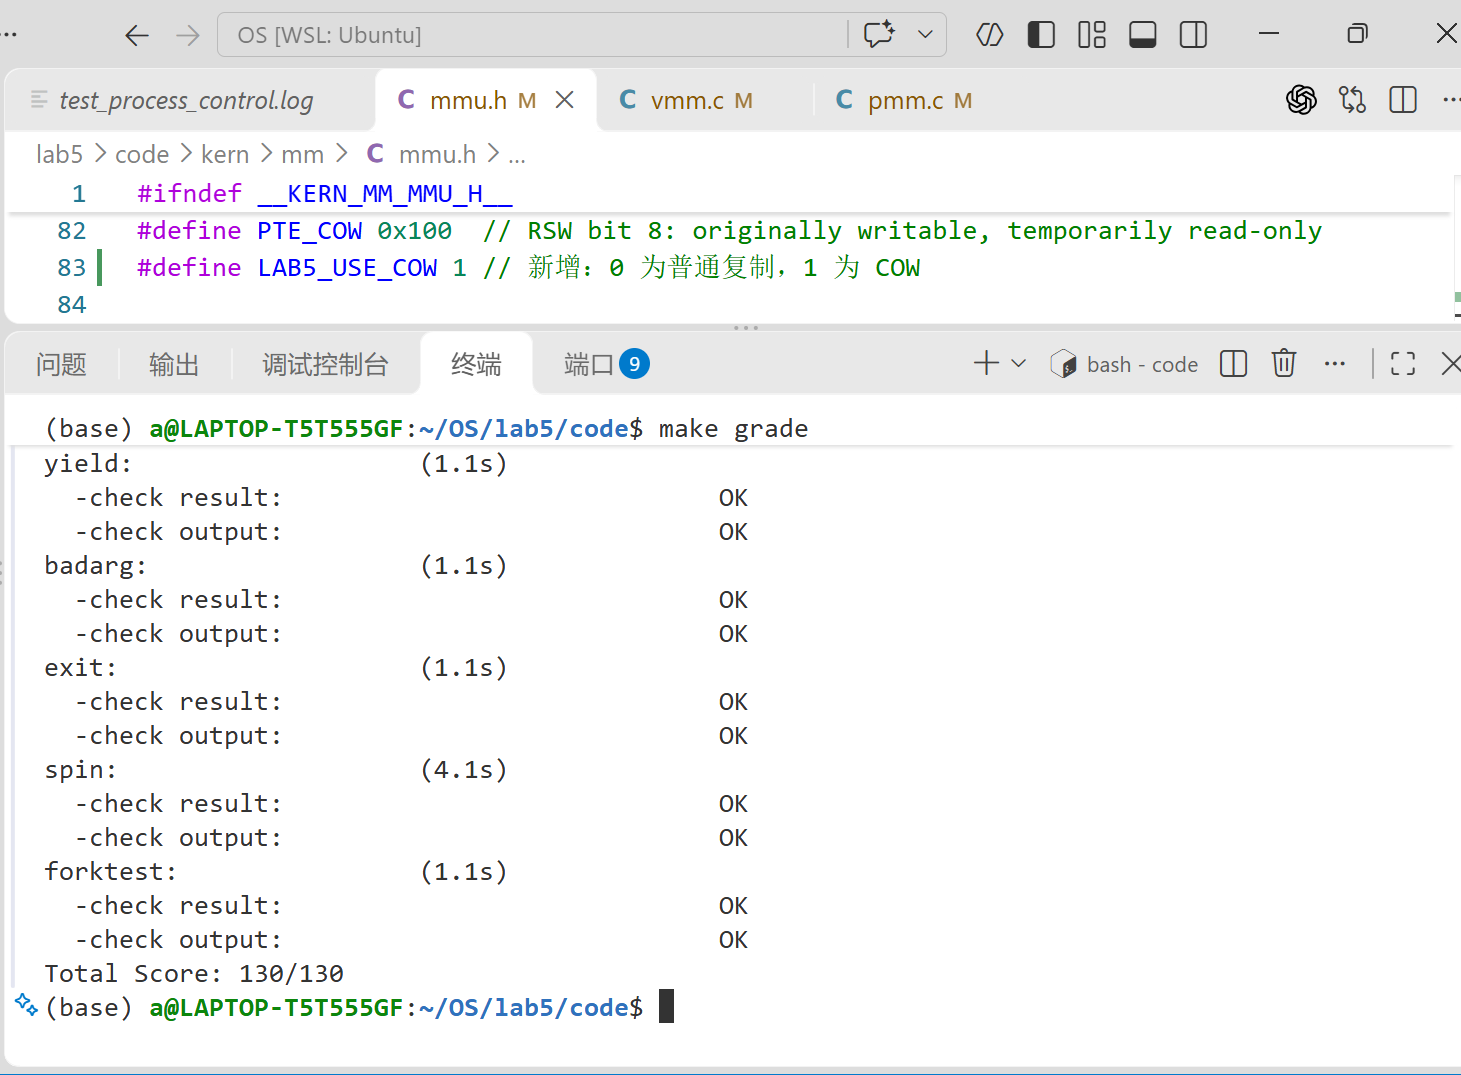 OS [WSL: Ubuntu]
test_process_control.log
C mmu.h M
C vmm.c M
C pmm.c M
lab5 > code > kern > mm > C mmu.h > ...
1 #ifndef __KERN_MM_MMU_H__
82 #define PTE_COW 0x100 // RSW bit 8: originally writable, temporarily read-only
83 #define LAB5_USE_COW 1 // 新增：0 为普通复制，1 为 COW
84
问题 输出 调试控制台 终端 端口 9 bash - code
(base) a@LAPTOP-T5T555GF:~/OS/lab5/code$ make grade
yield: (1.1s)
-check result: OK
-check output: OK
badarg: (1.1s)
-check result: OK
-check output: OK
exit: (1.1s)
-check result: OK
-check output: OK
spin: (4.1s)
-check result: OK
-check output: OK
forktest: (1.1s)
-check result: OK
-check output: OK
Total Score: 130/130
(base) a@LAPTOP-T5T555GF:~/OS/lab5/code$